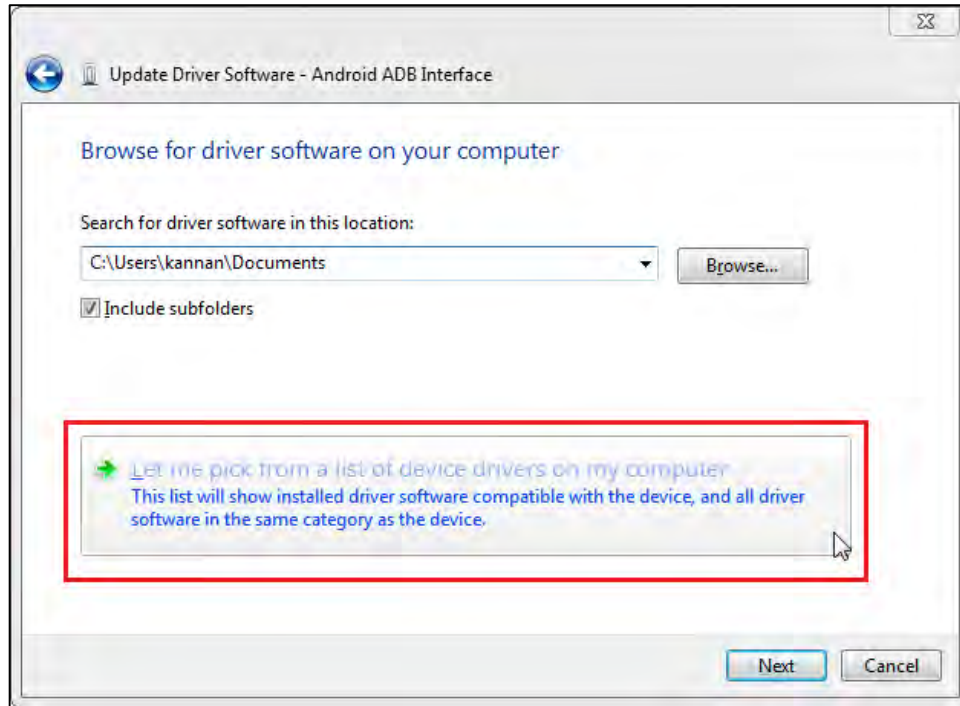 Update Driver Software - Android ADB Interface
Browse for driver software on your computer
Search for driver software in this location:
C:\Users\kannan\Documents
Browse...
Include subfolders
Let me pick from a list of device drivers on my computer
This list will show installed driver software compatible with the device, and all driver
software in the same category as the device.
Next
Cancel